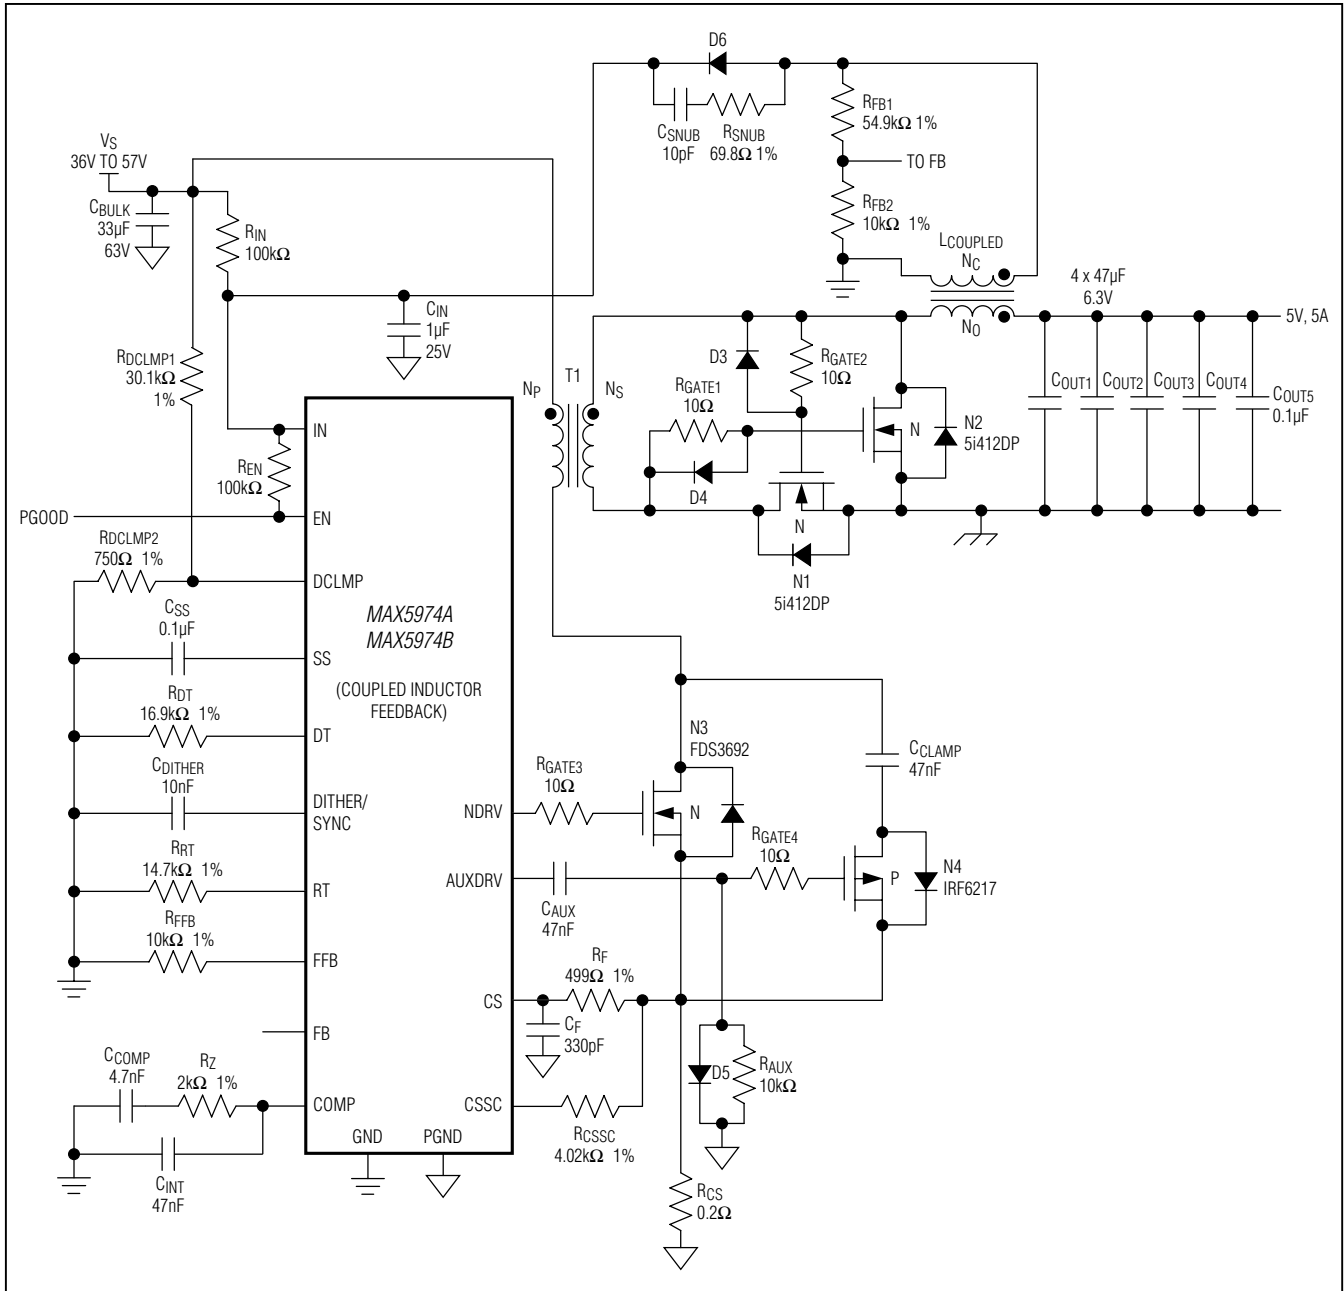 D6
CSNUB
10pF
RSNUB
69.8Ω 1%
RFB1
54.9kΩ 1%
TO FB
RFB2
10kΩ 1%
VS
36V TO 57V
CBULK
33µF
63V
RIN
100kΩ
CIN
1µF
25V
LCOUPLED
NC
NO
4 x 47µF
6.3V
5V, 5A
RDCLMP1
30.1kΩ
1%
NP
T1
NS
D3
RGATE2
10Ω
RGATE1
10Ω
D4
N
N2
5i412DP
N
N1
5i412DP
COUT1
COUT2
COUT3
COUT4
COUT5
0.1µF
IN
REN
100kΩ
PGOOD
EN
RDCLMP2
750Ω 1%
DCLMP
CSS
0.1µF
SS
RDT
16.9kΩ 1%
DT
CDITHER
10nF
DITHER/
SYNC
RRT
14.7kΩ 1%
RT
RFFB
10kΩ 1%
FFB
FB
CCOMP
4.7nF
RZ
2kΩ 1%
COMP
CINT
47nF
MAX5974A
MAX5974B
(COUPLED INDUCTOR
FEEDBACK)
GND
PGND
NDRV
RGATE3
10Ω
N3
FDS3692
N
CCLAMP
47nF
AUXDRV
CAUX
47nF
RGATE4
10Ω
P
N4
IRF6217
CS
RF
499Ω 1%
CF
330pF
CSSC
RCSSC
4.02kΩ 1%
D5
RAUX
10kΩ
RCS
0.2Ω